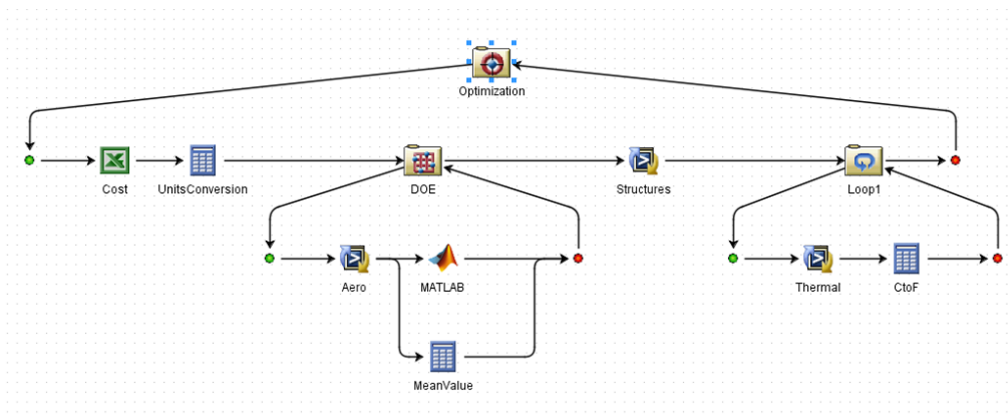 Optimization
Cost
UnitsConversion
DOE
Structures
Loop1
Aero
MATLAB
Thermal
CtoF
MeanValue